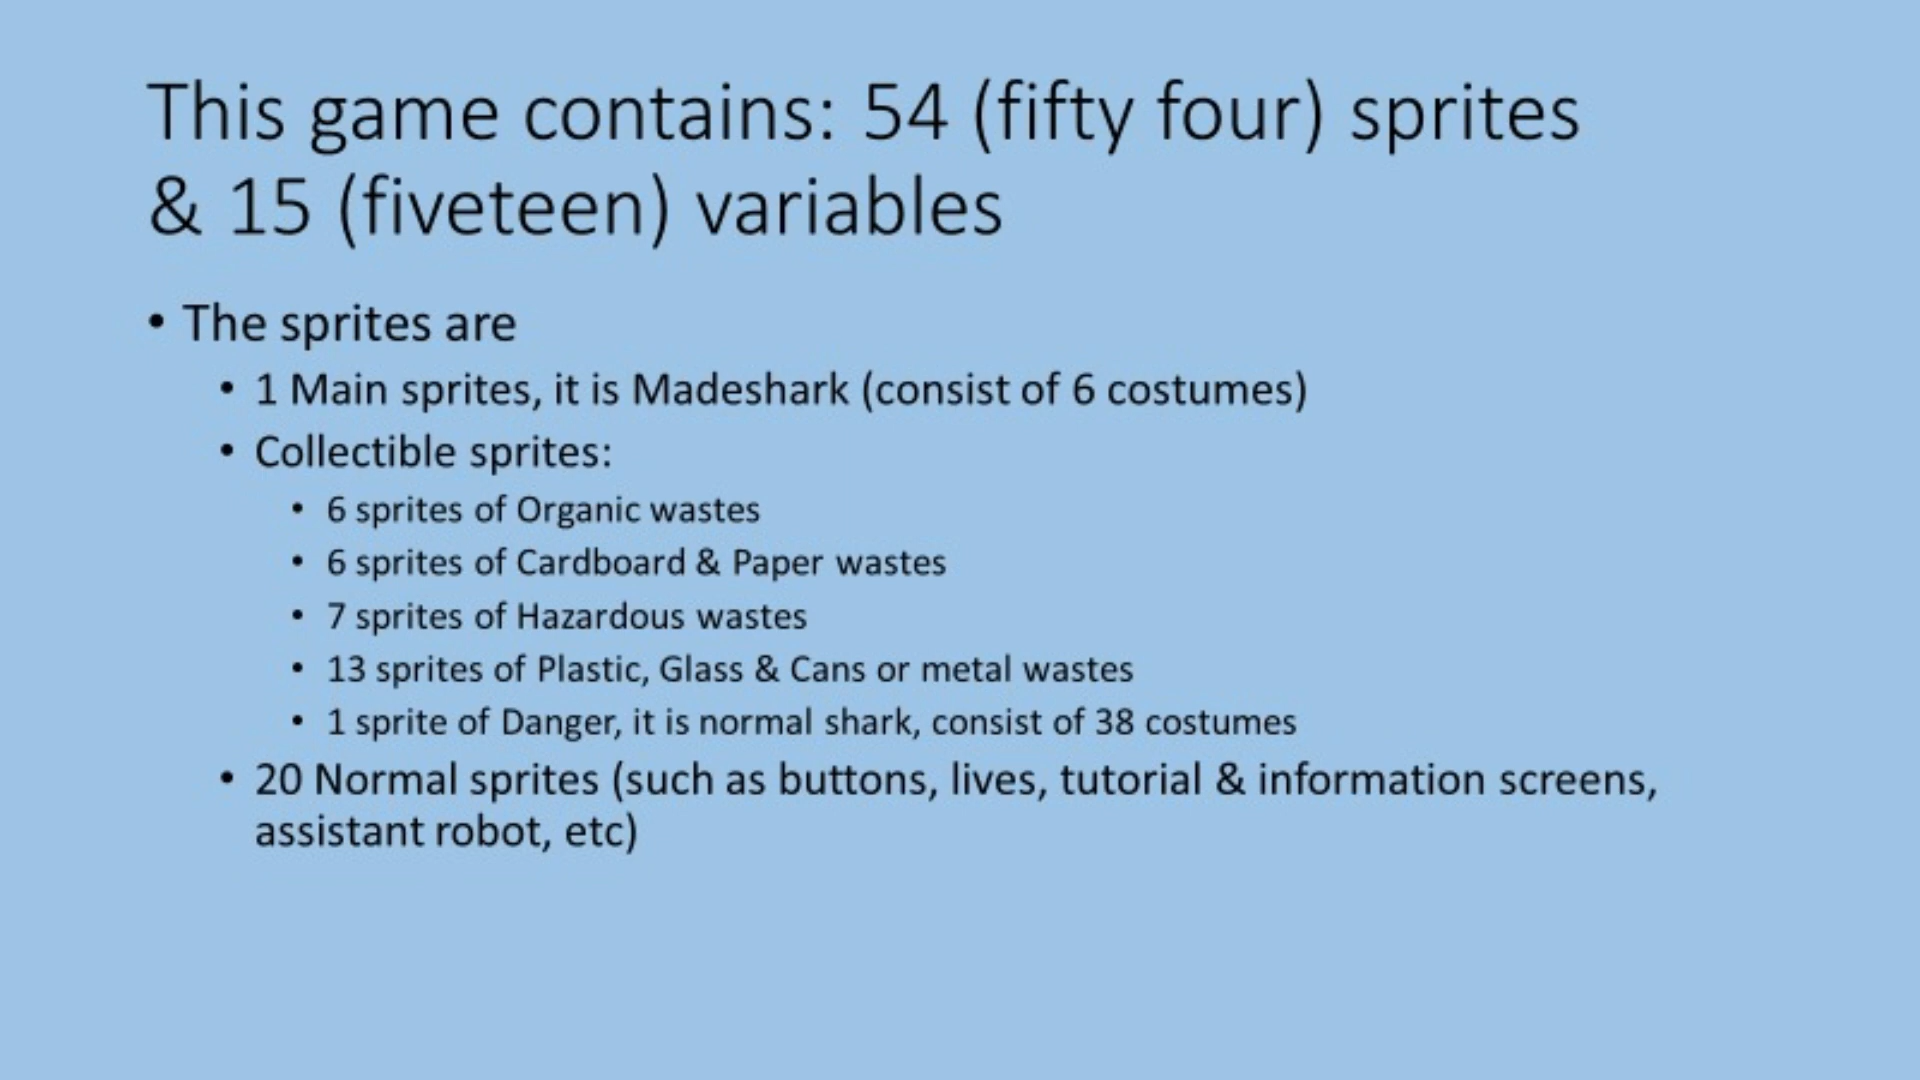 This game contains: 54 (fifty four) sprites
& 15 (fiveteen) variables
• The sprites are
• 1 Main sprites, it is Madeshark (consist of 6 costumes)
• Collectible sprites:
• 6 sprites of Organic wastes
• 6 sprites of Cardboard & Paper wastes
• 7 sprites of Hazardous wastes
• 13 sprites of Plastic, Glass & Cans or metal wastes
• 1 sprite of Danger, it is normal shark, consist of 38 costumes
• 20 Normal sprites (such as buttons, lives, tutorial & information screens,
assistant robot, etc)